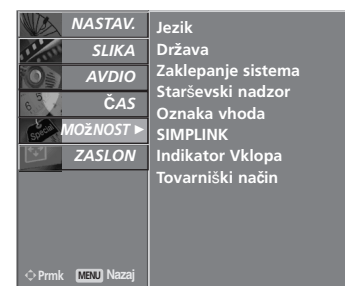 NASTAV.
SLIKA
AVDIO
ČAS
MOŽNOST ►
ZASLON
Jezik
Država
Zaklepanje sistema
Starševski nadzor
Oznaka vhoda
SIMPLINK
Indikator Vklopa
Tovarniški način
Prmk MENU Nazaj